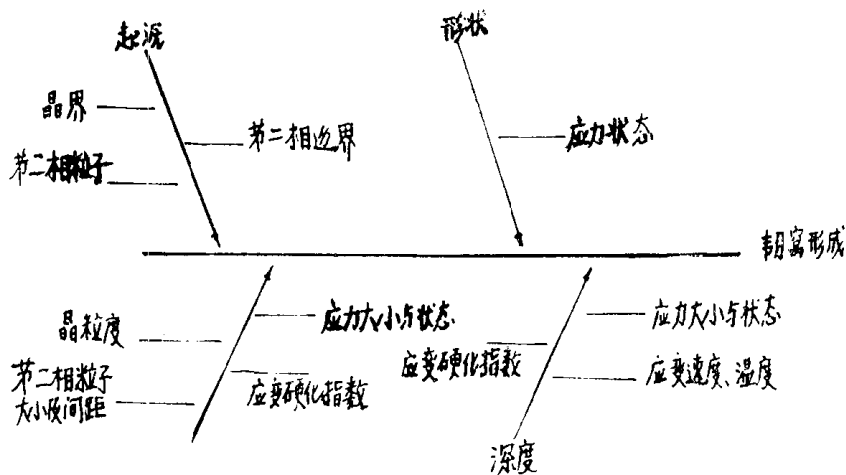 起源
形状
晶界
第二相边界
应力状态
第二相粒子
韧窝形成
晶粒度
应力大小与状态
应力大小与状态
第二相粒子
大小及间距
应变硬化指数
应变硬化指数
应变速度、温度
深度